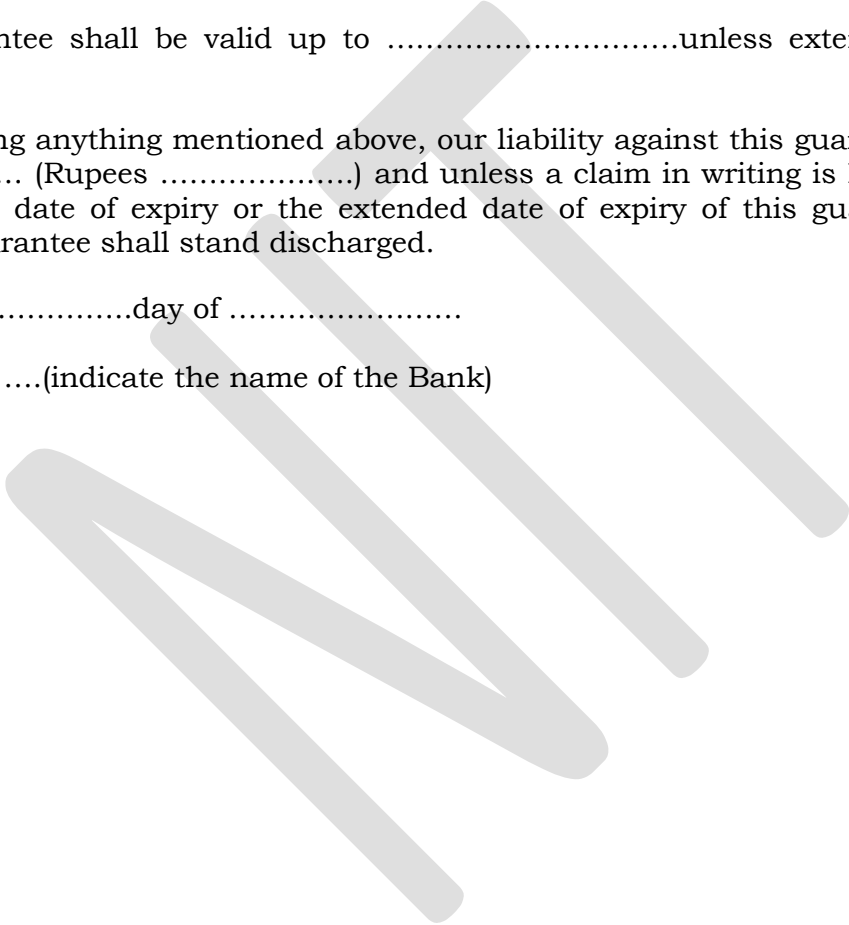 ntee shall be valid up to …………………………unless exte
ng anything mentioned above, our liability against this gua
… (Rupees ………………..) and unless a claim in writing is
date of expiry or the extended date of expiry of this gu
rantee shall stand discharged.
…………..day of ……………………
….(indicate the name of the Bank)
NIT